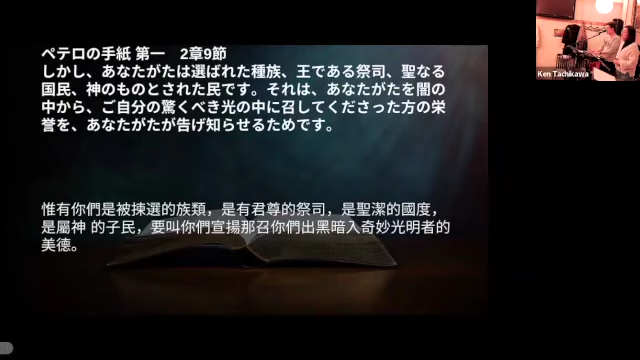 ペテロの手紙 第一　2章9節
しかし、あなたがたは選ばれた種族、王である祭司、聖なる
国民、神のものとされた民です。それは、あなたがたを闇の
中から、ご自分の驚くべき光の中に召してくださった方の栄
誉を、あなたがたが告げ知らせるためです。
惟有你們是被揀選的族類，是有君尊的祭司，是聖潔的國度，
是屬神 的子民，要叫你們宣揚那召你們出黑暗入奇妙光明者的
美德。
Ken Tachikawa